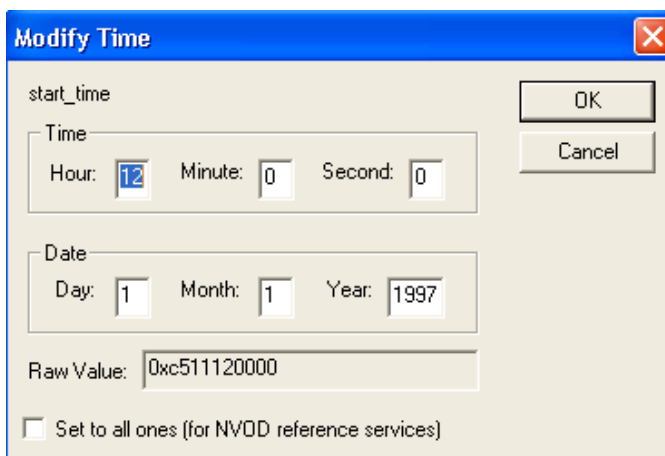 Modify Time
start_time
OK
Time
Hour: 12 Minute: 0 Second: 0
Cancel
Date
Day: 1 Month: 1 Year: 1997
Raw Value: 0xc511120000
Set to all ones (for NVOD reference services)